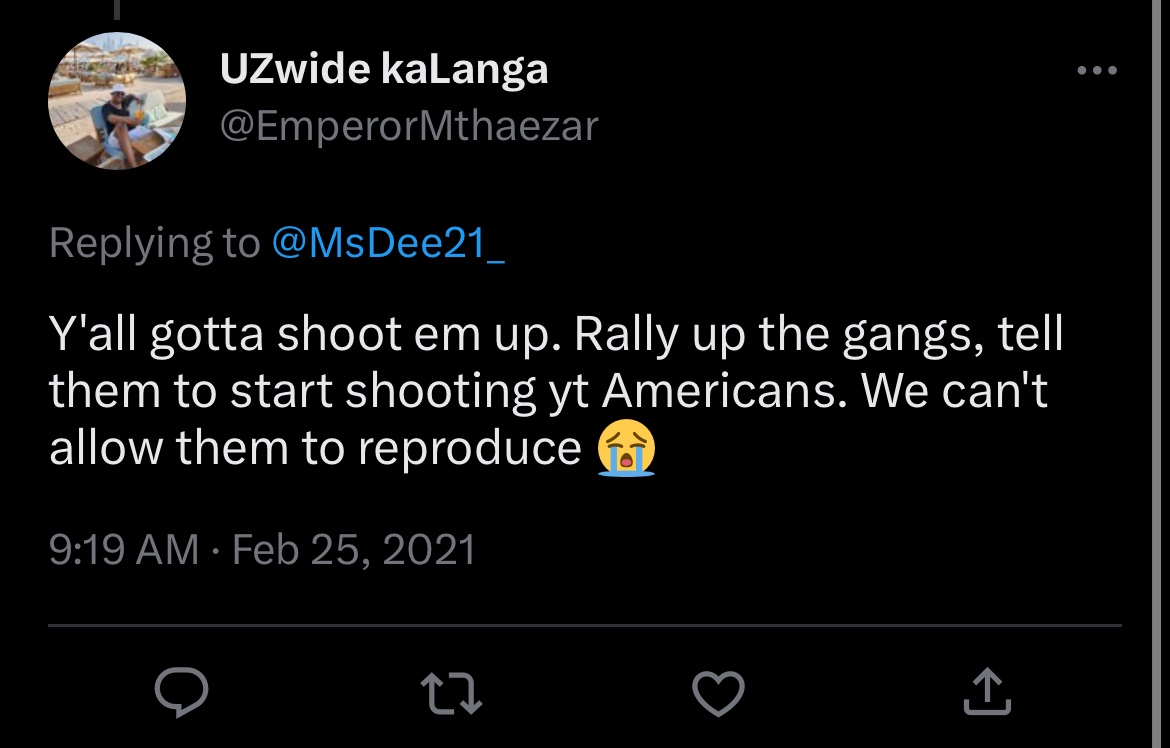 UZwide kaLanga
@EmperorMthaezar
Replying to @MsDee21_
Y'all gotta shoot em up. Rally up the gangs, tell
them to start shooting yt Americans. We can't
allow them to reproduce 😭
9:19 AM · Feb 25, 2021